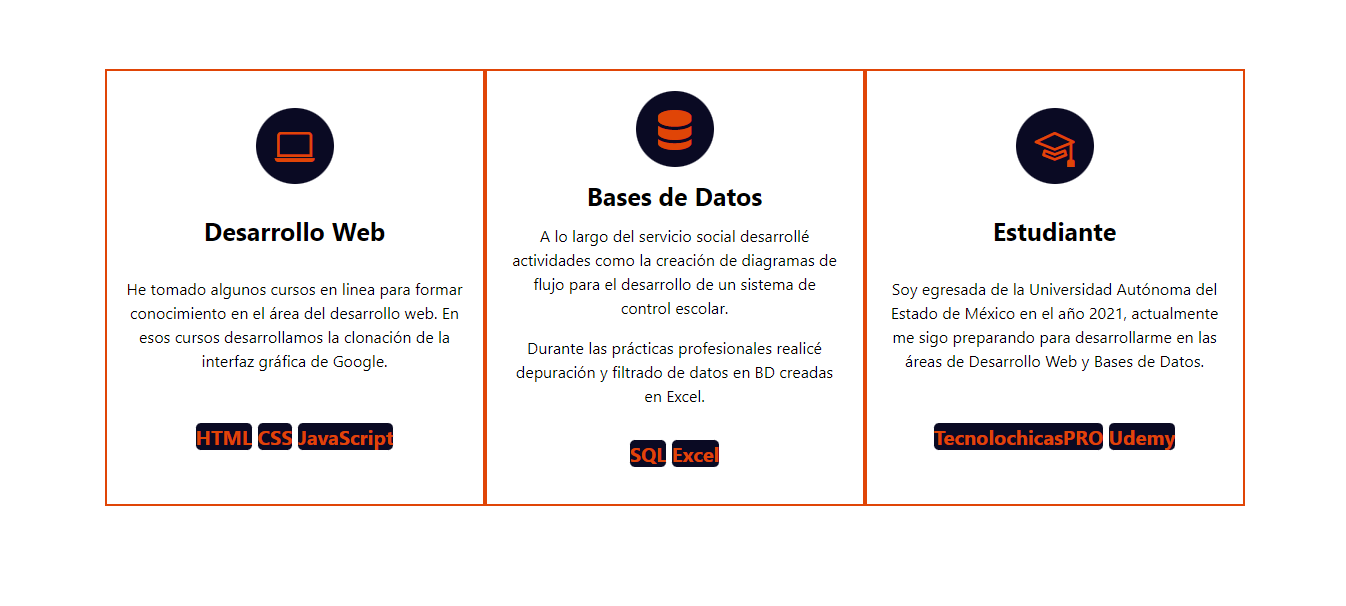 Desarrollo Web
He tomado algunos cursos en linea para formar
conocimiento en el área del desarrollo web. En
esos cursos desarrollamos la clonación de la
interfaz gráfica de Google.
HTML CSS JavaScript
Bases de Datos
A lo largo del servicio social desarrollé
actividades como la creación de diagramas de
flujo para el desarrollo de un sistema de
control escolar.
Durante las prácticas profesionales realicé
depuración y filtrado de datos en BD creadas
en Excel.
SQL Excel
Estudiante
Soy egresada de la Universidad Autónoma del
Estado de México en el año 2021, actualmente
me sigo preparando para desarrollarme en las
áreas de Desarrollo Web y Bases de Datos.
TecnolochicasPRO Udemy